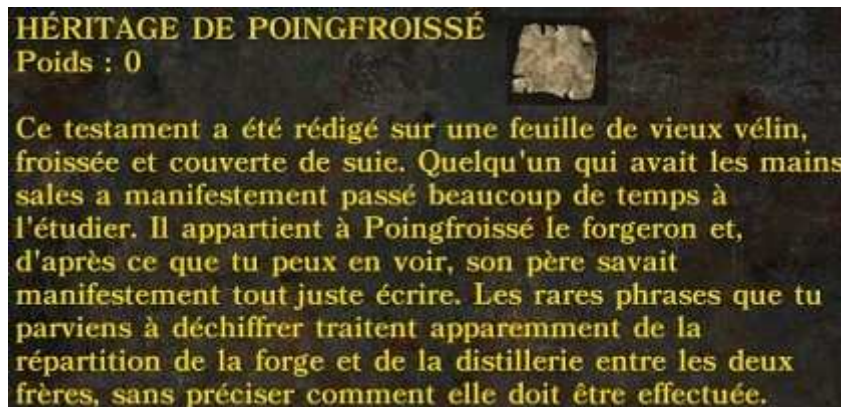 HÉRITAGE DE POINGFROISSÉ
Poids : 0
Ce testament a été rédigé sur une feuille de vieux vélin,
froissée et couverte de suie. Quelqu'un qui avait les mains
sales a manifestement passé beaucoup de temps à
l'étudier. Il appartient à Poingfroissé le forgeron et,
d'après ce que tu peux en voir, son père savait
manifestement tout juste écrire. Les rares phrases que tu
parviens à déchiffrer traitent apparemment de la
répartition de la forge et de la distillerie entre les deux
frères, sans préciser comment elle doit être effectuée.